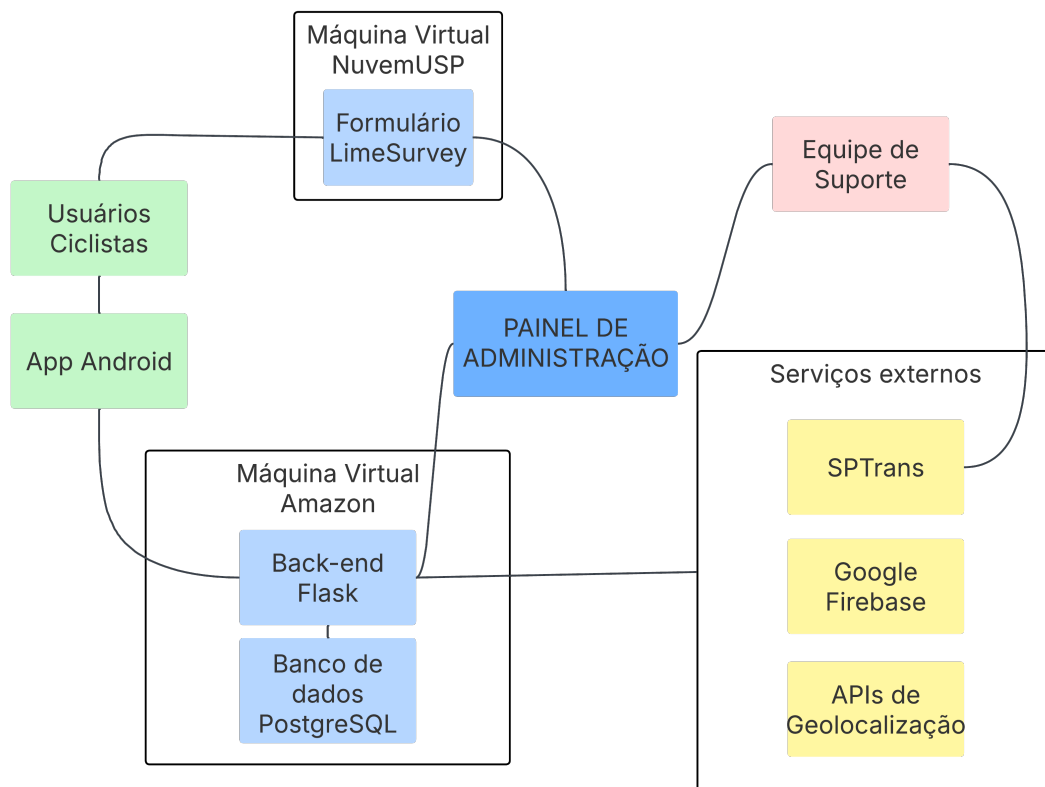 Máquina Virtual
NuvemUSP
Formulário
LimeSurvey
Equipe de
Suporte
Usuários
Ciclistas
App Android
PAINEL DE
ADMINISTRAÇÃO
Serviços externos
SPTrans
Google
Firebase
APIs de
Geolocalização
Máquina Virtual
Amazon
Back-end
Flask
Banco de
dados
PostgreSQL